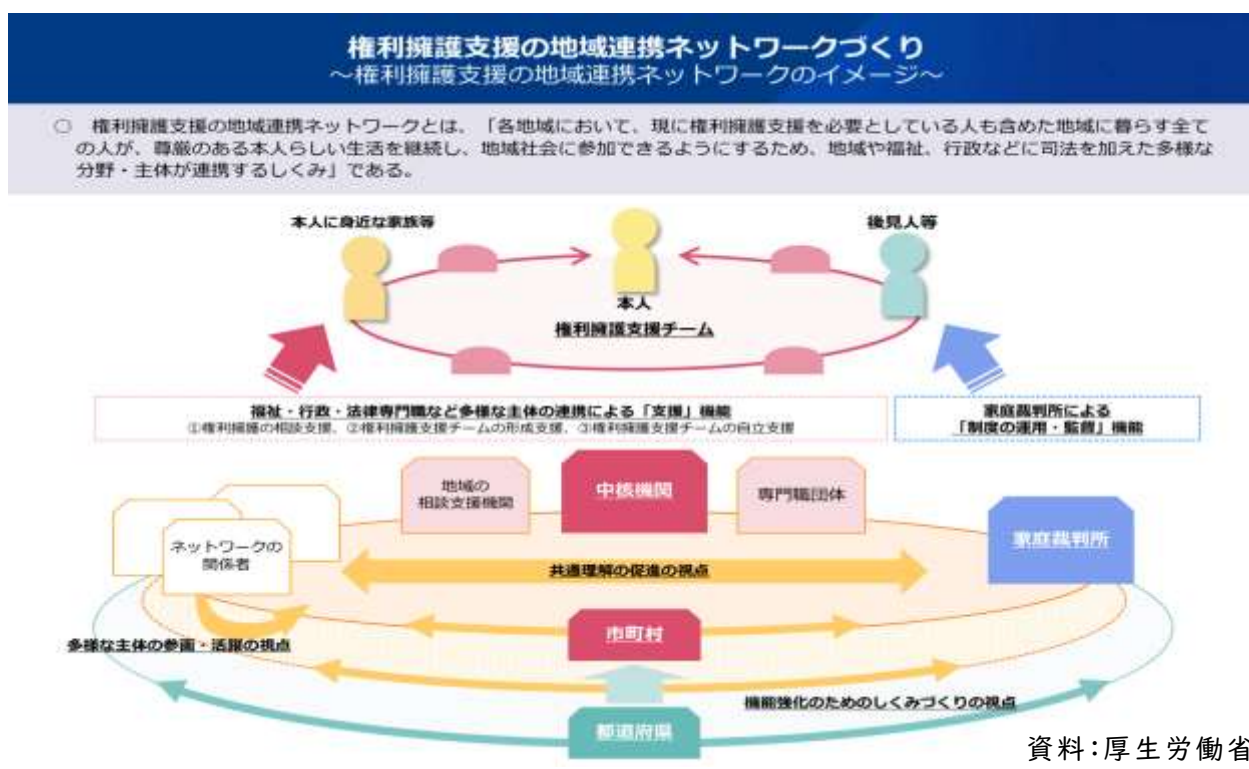 権利擁護支援の地域連携ネットワークづくり
～権利擁護支援の地域連携ネットワークのイメージ～
○ 権利擁護支援の地域連携ネットワークとは、「各地域において、現に権利擁護支援を必要としている人も含めた地域に暮らす全て
の人が、尊厳のある本人らしい生活を継続し、地域社会に参加できるようにするため、地域や福祉、行政などに司法を加えた多様な
分野・主体が連携するしくみ」である。
本人に身近な家族等
後見人等
本人
権利擁護支援チーム
福祉・行政・法律専門職など多様な主体の連携による「支援」機能
①権利擁護の相談支援、②権利擁護支援チームの形成支援、③権利擁護支援チームの自立支援
家庭裁判所による
「制度の運用・監督」機能
地域の
相談支援機関
中核機関
専門職団体
ネットワークの
関係者
家庭裁判所
共通理解の促進の視点
市町村
多様な主体の参画・活躍の視点
機能強化のためのしくみづくりの視点
都道府県
資料：厚生労働省